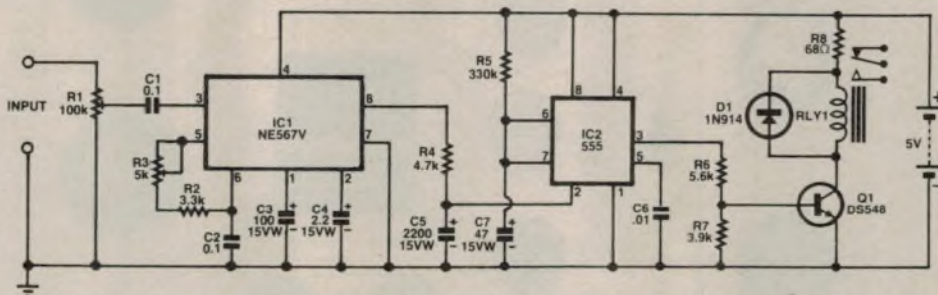 INPUT
R1
100k
C1
0.1
3
4
IC1
NE567V
8
7
5
6
1
2
R3
5k
R2
3.3k
C2
0.1
C3
100
15VW
+
−
C4
2.2
15VW
+
−
R4
4.7k
C5
2200
15VW
+
−
C7
47
15VW
+
−
R5
330k
6
7
8
4
IC2
555
3
5
2
1
C6
.01
R6
5.6k
R7
3.9k
D1
1N914
R8
68Ω
RLY1
Q1
DS548
+
5V
−